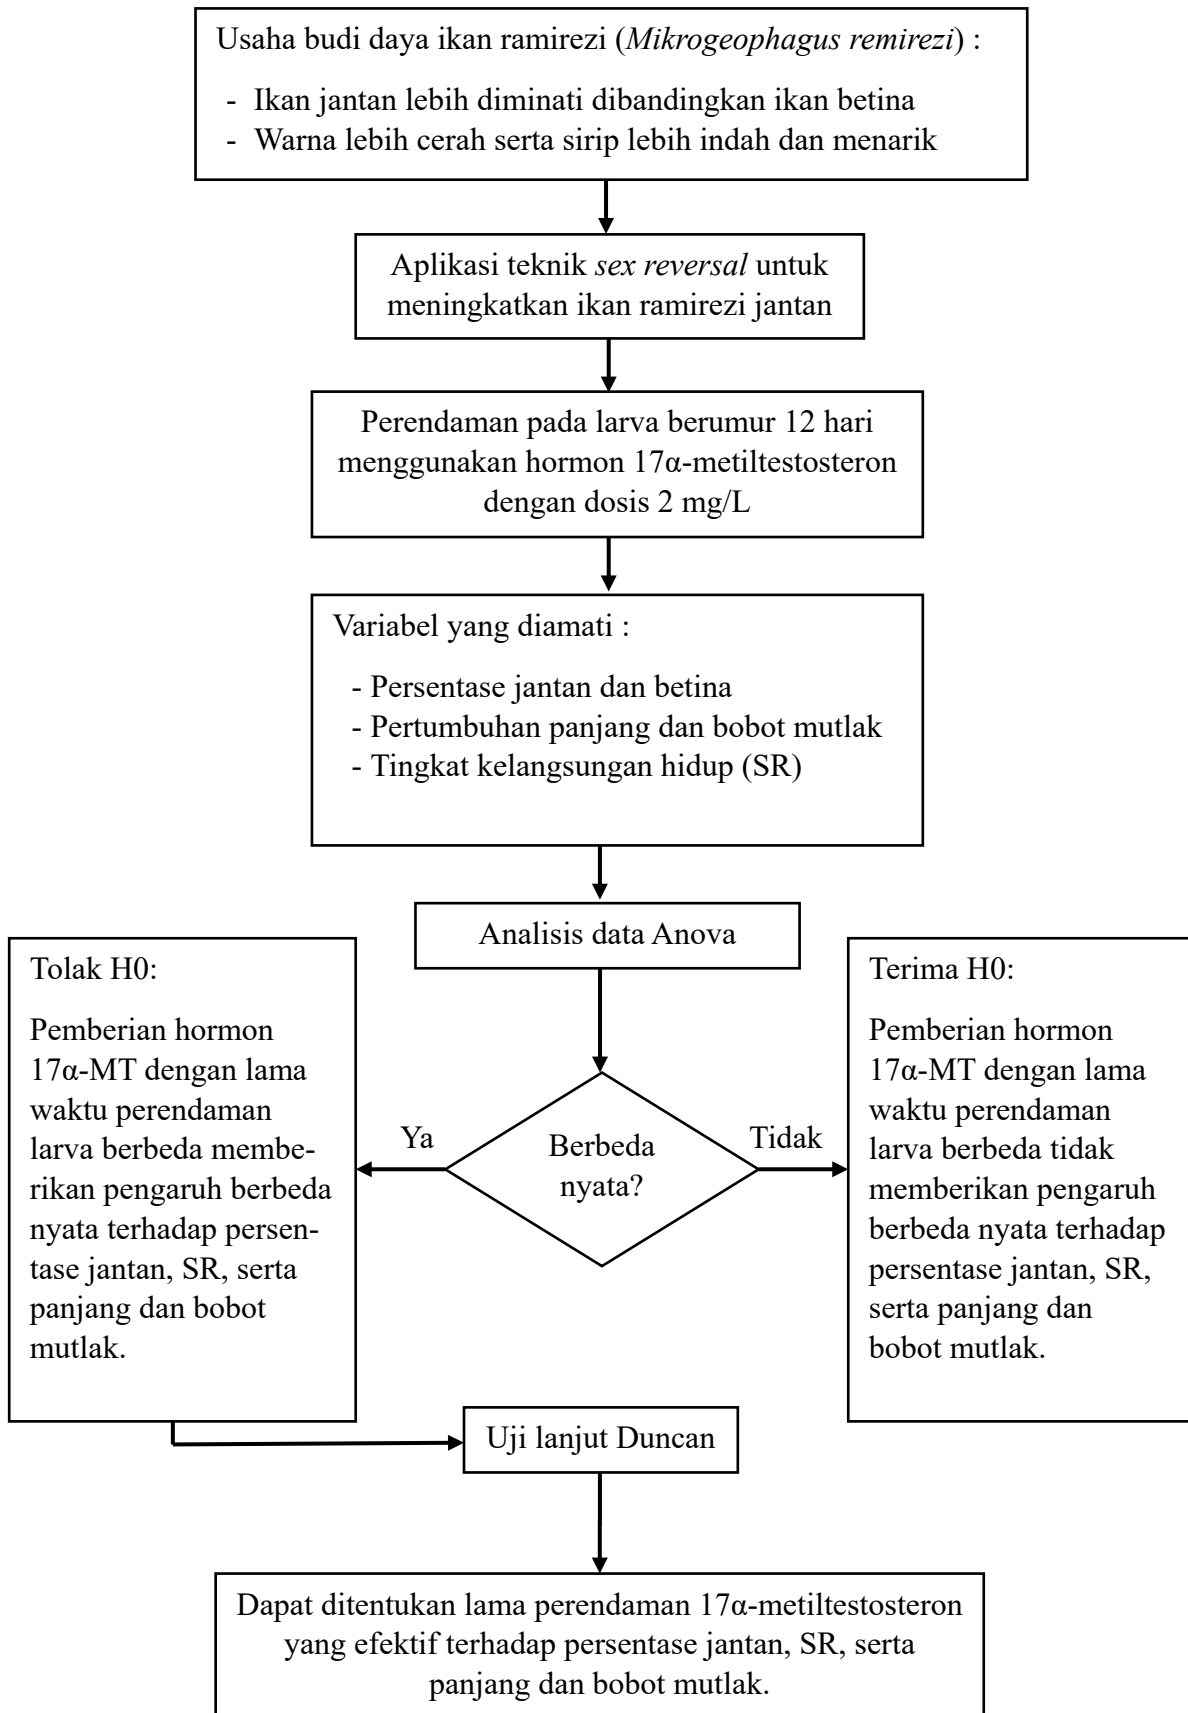 Usaha budi daya ikan ramirezi (Mikrogeophagus remirezi) :
- Ikan jantan lebih diminati dibandingkan ikan betina
- Warna lebih cerah serta sirip lebih indah dan menarik
Aplikasi teknik sex reversal untuk
meningkatkan ikan ramirezi jantan
Perendaman pada larva berumur 12 hari
menggunakan hormon 17α-metiltestosteron
dengan dosis 2 mg/L
Variabel yang diamati :
- Persentase jantan dan betina
- Pertumbuhan panjang dan bobot mutlak
- Tingkat kelangsungan hidup (SR)
Analisis data Anova
Tolak H0:
Pemberian hormon
17α-MT dengan lama
waktu perendaman
larva berbeda membe-
rikan pengaruh berbeda
nyata terhadap persen-
tase jantan, SR, serta
panjang dan bobot
mutlak.
Ya
Berbeda
nyata?
Tidak
Terima H0:
Pemberian hormon
17α-MT dengan lama
waktu perendaman
larva berbeda tidak
memberikan pengaruh
berbeda nyata terhadap
persentase jantan, SR,
serta panjang dan
bobot mutlak.
Uji lanjut Duncan
Dapat ditentukan lama perendaman 17α-metiltestosteron
yang efektif terhadap persentase jantan, SR, serta
panjang dan bobot mutlak.